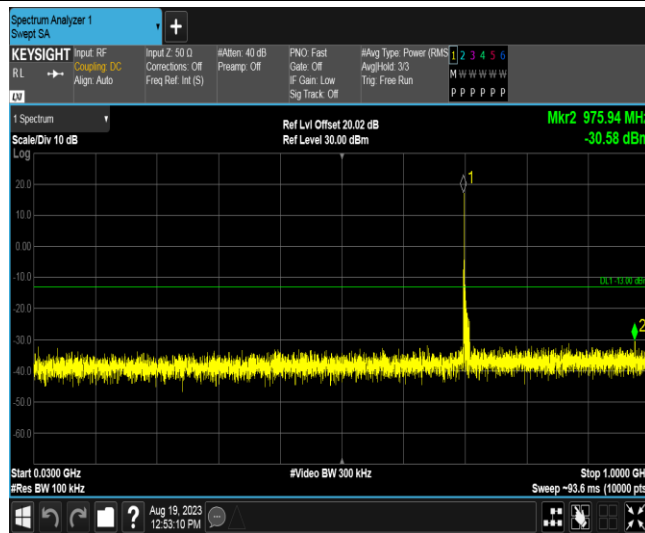 Spectrum Analyzer 1
Swept SA
+
KEYSIGHT
RL
LXI
Input: RF
Coupling: DC
Align: Auto
Input Z: 50 Ω
Corrections: Off
Freq Ref: Int (S)
#Atten: 40 dB
Preamp: Off
PNO: Fast
Gate: Off
IF Gain: Low
Sig Track: Off
#Avg Type: Power (RMS
Avg|Hold: 3/3
Trig: Free Run
1 2 3 4 5 6
M W W W W W
P P P P P P
1 Spectrum
Scale/Div 10 dB
Log
Ref Lvl Offset 20.02 dB
Ref Level 30.00 dBm
Mkr2 975.94 MHz
-30.58 dBm
20.0
10.0
0.00
-10.0
-20.0
-30.0
-40.0
-50.0
-60.0
1
DL1 -13.00 dB
2
Start 0.0300 GHz
#Res BW 100 kHz
#Video BW 300 kHz
Stop 1.0000 GH
Sweep ~93.6 ms (10000 pts
?
Aug 19, 2023
12:53:10 PM